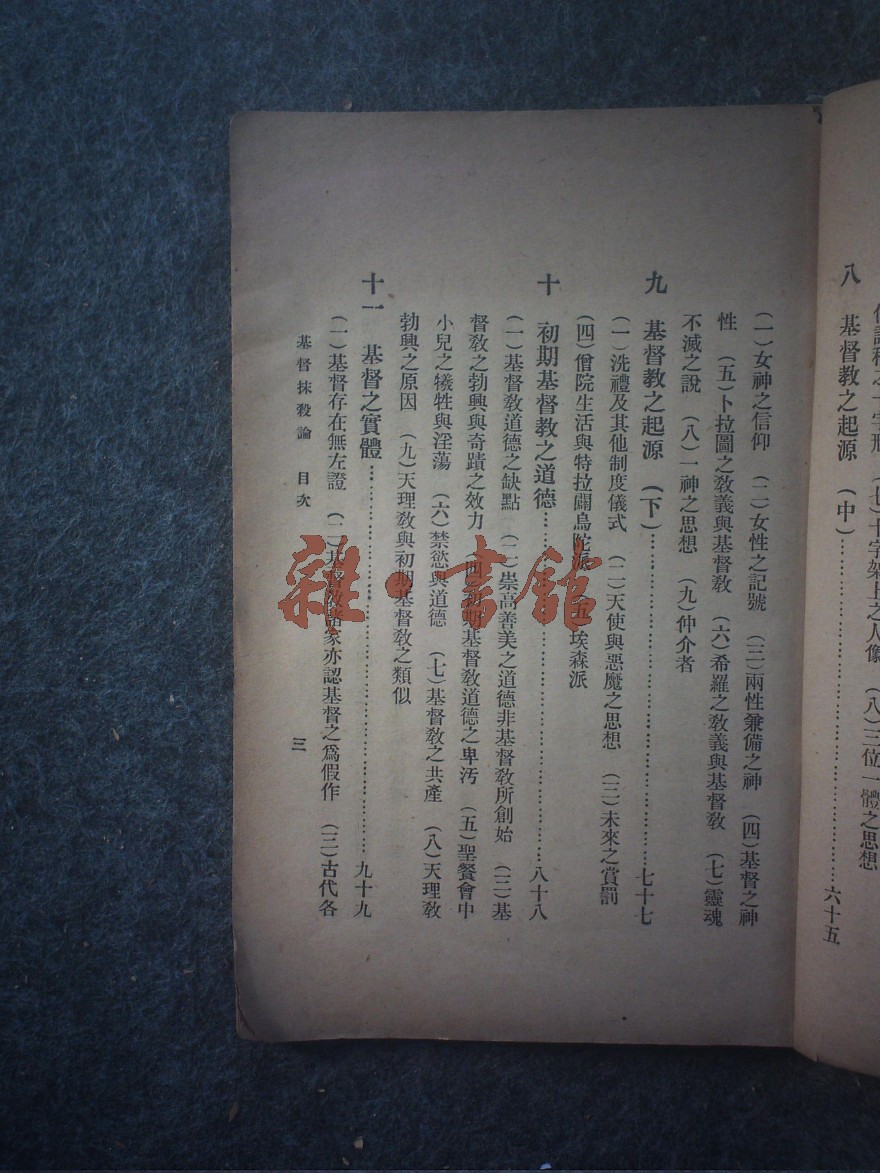 八) 三位一體之思想
八 基督教之起源 (中)……六十五
(一)女神之信仰 (二)女性之記號 (三)兩性兼備之神 (四)基督之神
性 (五)卜拉圖之教義與基督教 (六)希羅之教義與基督教 (七)靈魂
不滅之說 (八)一神之思想 (九)仲介者
九 基督教之起源 (下)……七十七
(一)洗禮及其他制度儀式 (二)天使與惡魔之思想 (三)未來之賞罰
(四)僧院生活與特拉闢烏陀派 (五)埃森派
十 初期基督教之道德……八十八
(一)基督教道德之缺點 (二)崇高善美之道德非基督教所創始 (三)基
督教之勃興與奇蹟之效力 (四)初期基督教道德之卑汚 (五)聖餐會中
小兒之犧牲與淫蕩 (六)禁慾與道德 (七)基督教之共產 (八)天理教
勃興之原因 (九)天理教與初期基督教之類似
十一 基督之實體……九十九
(一)基督存在無左證 (二)基督教諸家亦認基督之爲假作 (三)古代各
基督抹殺論 目次 三
雜·書館